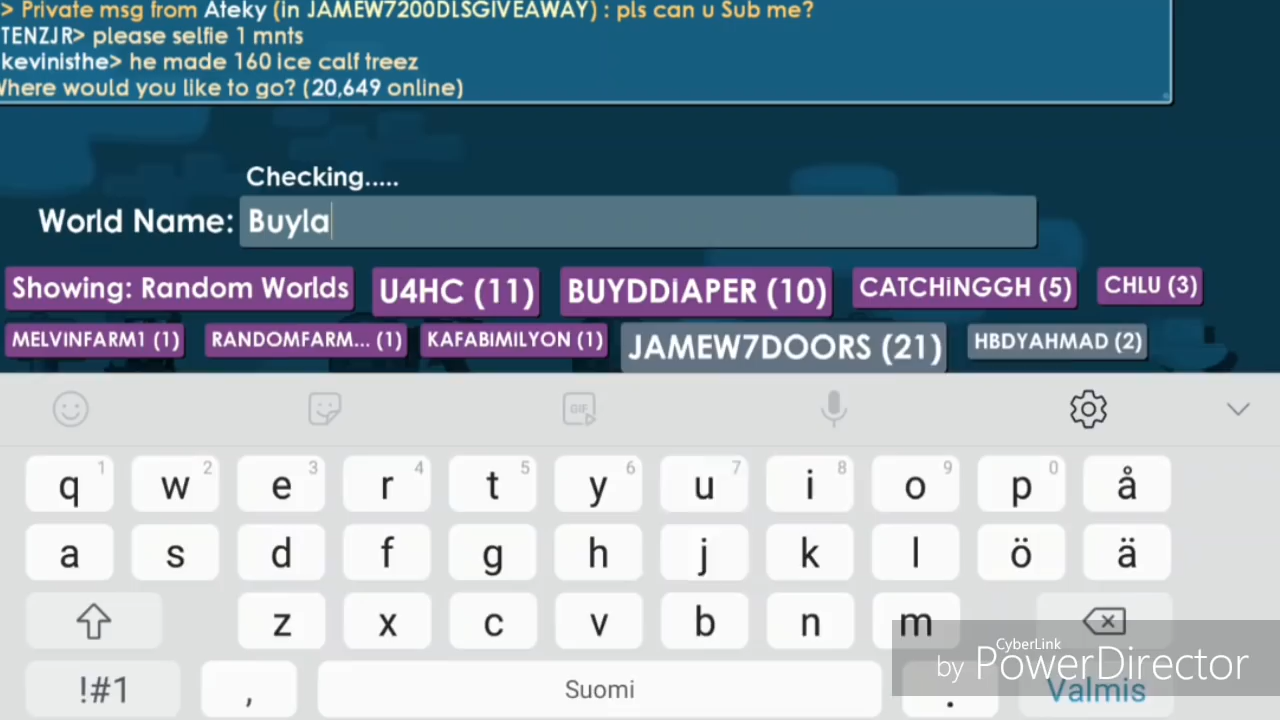 > Private msg from Ateky (in JAMEW7200DLSGIVEAWAY) : pls can u Sub me?
TENZJR> please selfie 1 mnts
kevinisthe> he made 160 ice calf treez
Where would you like to go? (20,649 online)
Checking.....
World Name: Buyla
Showing: Random Worlds U4HC (11) BUYDDIAPER (10) CATCHINGGH (5) CHLU (3)
MELVINFARM1 (1) RANDOMFARM... (1) KAFABIMILYON (1) JAMEW7DOORS (21) HBDYAHMAD (2)
GIF
q 1 w 2 e 3 r 4 t 5 y 6 u 7 i 8 o 9 p 0 å
a s d f g h j k l ö ä
z x c v b n m
!#1 , Suomi . Valmis
CyberLink
by PowerDirector